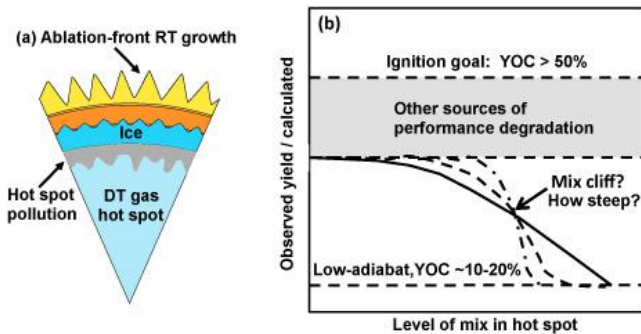 (a) Ablation-front RT growth
Ice
Hot spot
pollution
DT gas
hot spot
(b)
Ignition goal: YOC > 50%
Other sources of
performance degradation
Mix cliff?
How steep?
Low-adiabat,YOC ~10-20%
Observed yield / calculated
Level of mix in hot spot